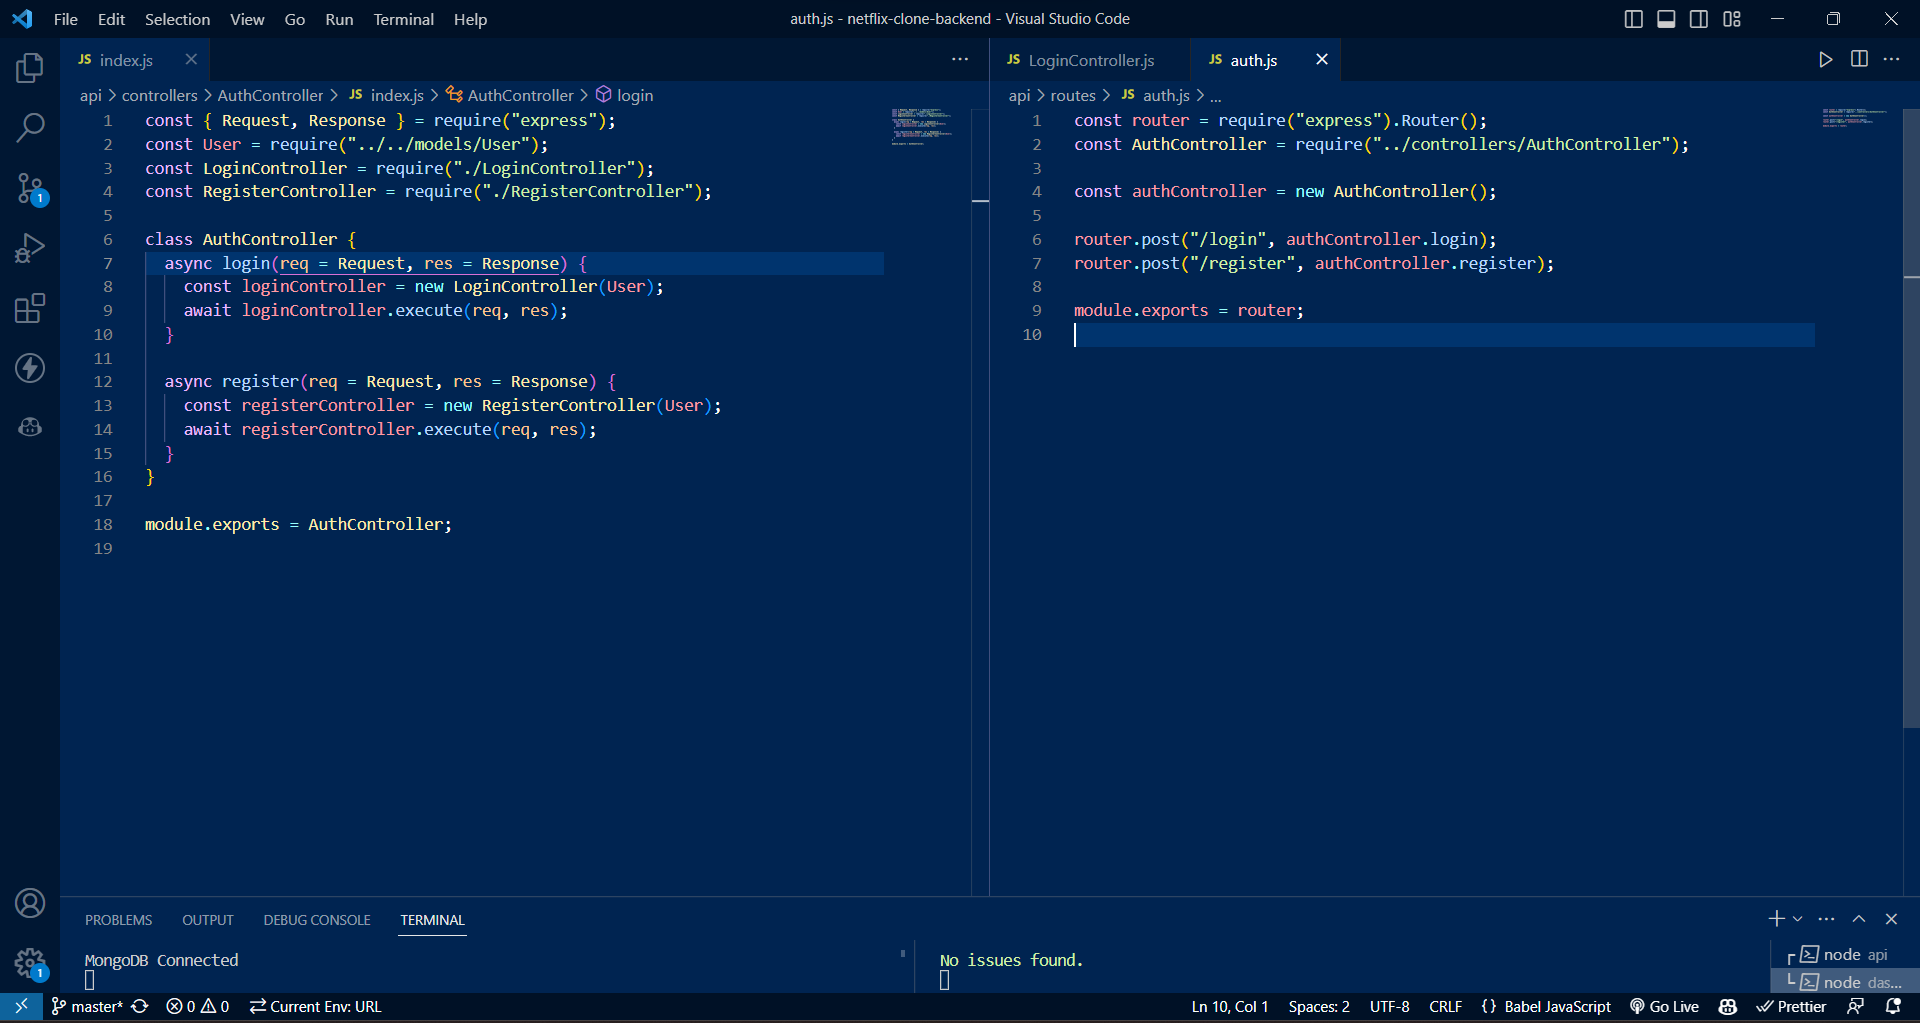 File Edit Selection View Go Run Terminal Help
auth.js - netflix-clone-backend - Visual Studio Code
JS index.js
api > controllers > AuthController > JS index.js > AuthController > login
1 const { Request, Response } = require("express");
2 const User = require("../../models/User");
3 const LoginController = require("./LoginController");
4 const RegisterController = require("./RegisterController");
5
6 class AuthController {
7   async login(req = Request, res = Response) {
8     const loginController = new LoginController(User);
9     await loginController.execute(req, res);
10   }
11
12   async register(req = Request, res = Response) {
13     const registerController = new RegisterController(User);
14     await registerController.execute(req, res);
15   }
16 }
17
18 module.exports = AuthController;
19
JS LoginController.js JS auth.js
api > routes > JS auth.js > ...
1 const router = require("express").Router();
2 const AuthController = require("../controllers/AuthController");
3
4 const authController = new AuthController();
5
6 router.post("/login", authController.login);
7 router.post("/register", authController.register);
8
9 module.exports = router;
10
PROBLEMS OUTPUT DEBUG CONSOLE TERMINAL
MongoDB Connected
No issues found.
node api
node das...
1
1
master* 0 0 Current Env: URL
Ln 10, Col 1 Spaces: 2 UTF-8 CRLF {} Babel JavaScript Go Live Prettier